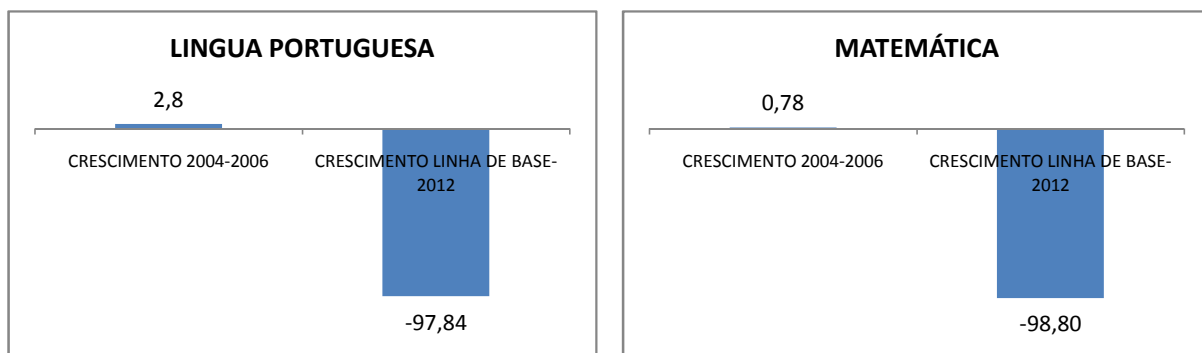 LINGUA PORTUGUESA
2,8
CRESCIMENTO 2004-2006
CRESCIMENTO LINHA DE BASE-
2012
-97,84
MATEMÁTICA
0,78
CRESCIMENTO 2004-2006
CRESCIMENTO LINHA DE BASE-
2012
-98,80